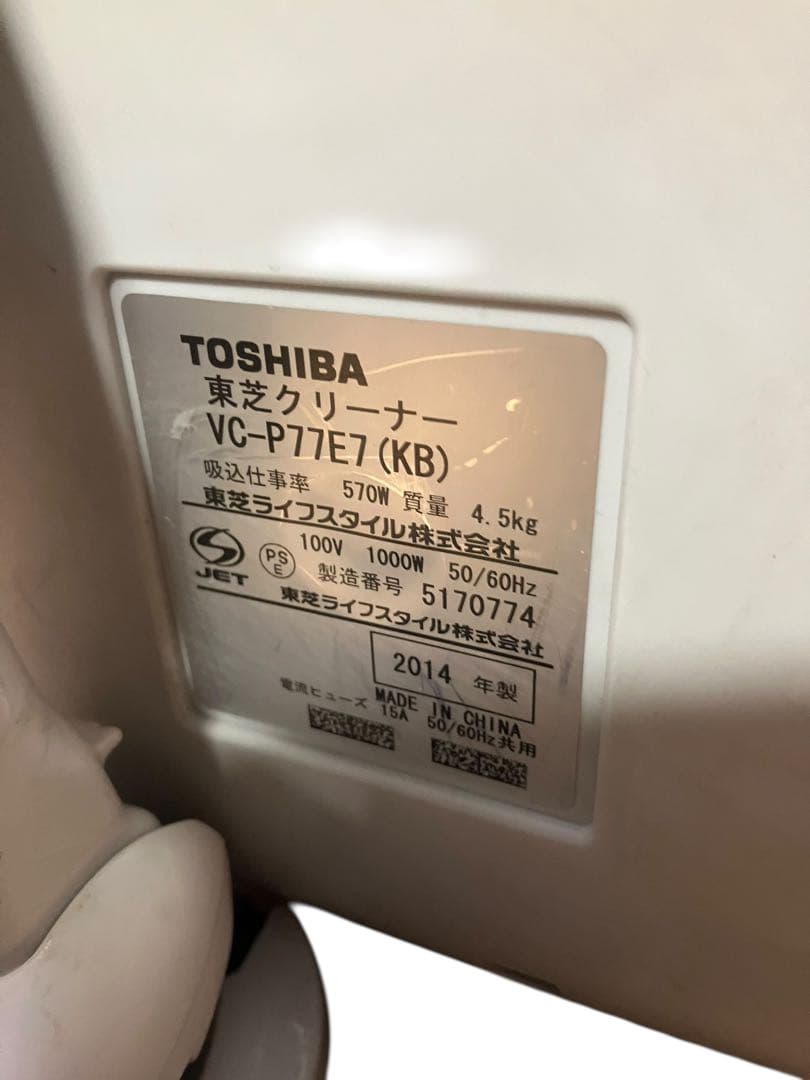 TOSHIBA
東芝クリーナー
VC-P77E7(KB)
吸込仕事率 570W 質量 4.5kg
東芝ライフスタイル株式会社
JET PSE 100V 1000W 50/60Hz
製造番号 5170774
東芝ライフスタイル株式会社
2014 年製
MADE IN CHINA
電流ヒューズ 15A 50/60Hz共用